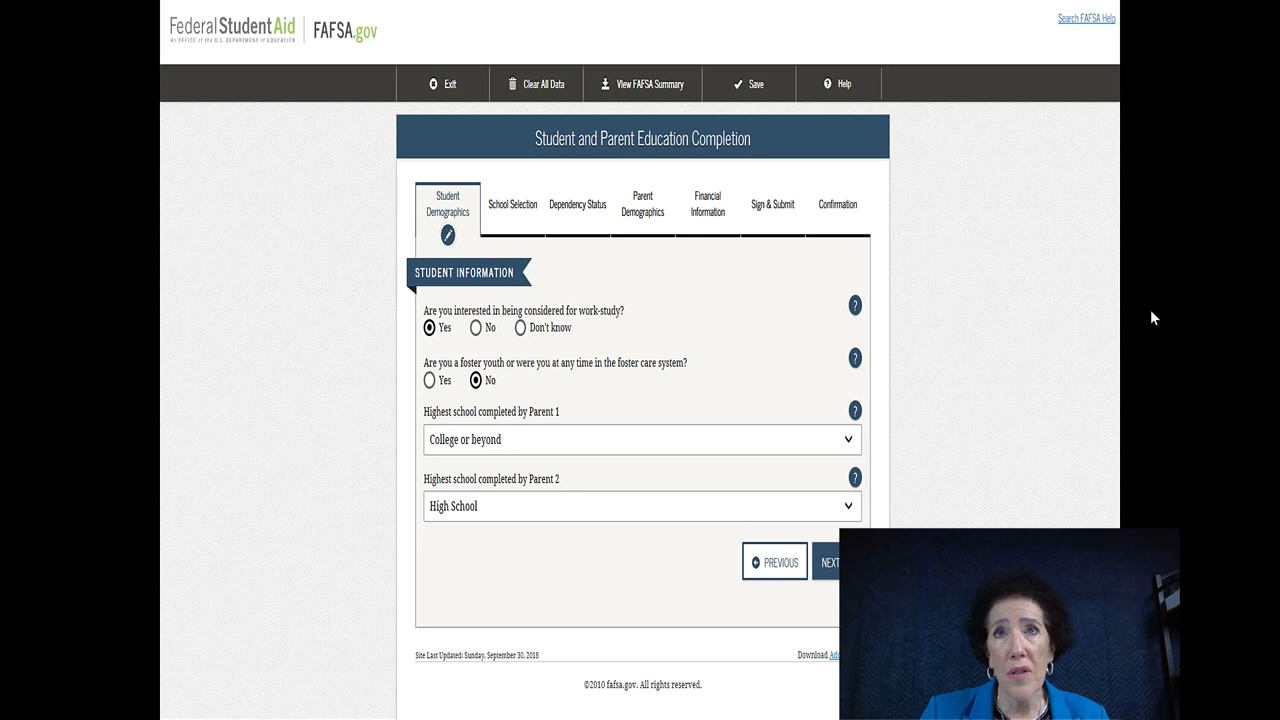 FederalStudentAid
An OFFICE of the U.S. DEPARTMENT of EDUCATION
FAFSA.gov
Search FAFSA Help
Exit
Clear All Data
View FAFSA Summary
Save
Help
Student and Parent Education Completion
Student
Demographics
School Selection
Dependency Status
Parent
Demographics
Financial
Information
Sign & Submit
Confirmation
STUDENT INFORMATION
Are you interested in being considered for work-study?
?
Yes
No
Don't know
Are you a foster youth or were you at any time in the foster care system?
?
Yes
No
Highest school completed by Parent 1
?
College or beyond
Highest school completed by Parent 2
?
High School
PREVIOUS
NEXT
Site Last Updated: Sunday, September 30, 2018
Download
©2010 fafsa.gov. All rights reserved.